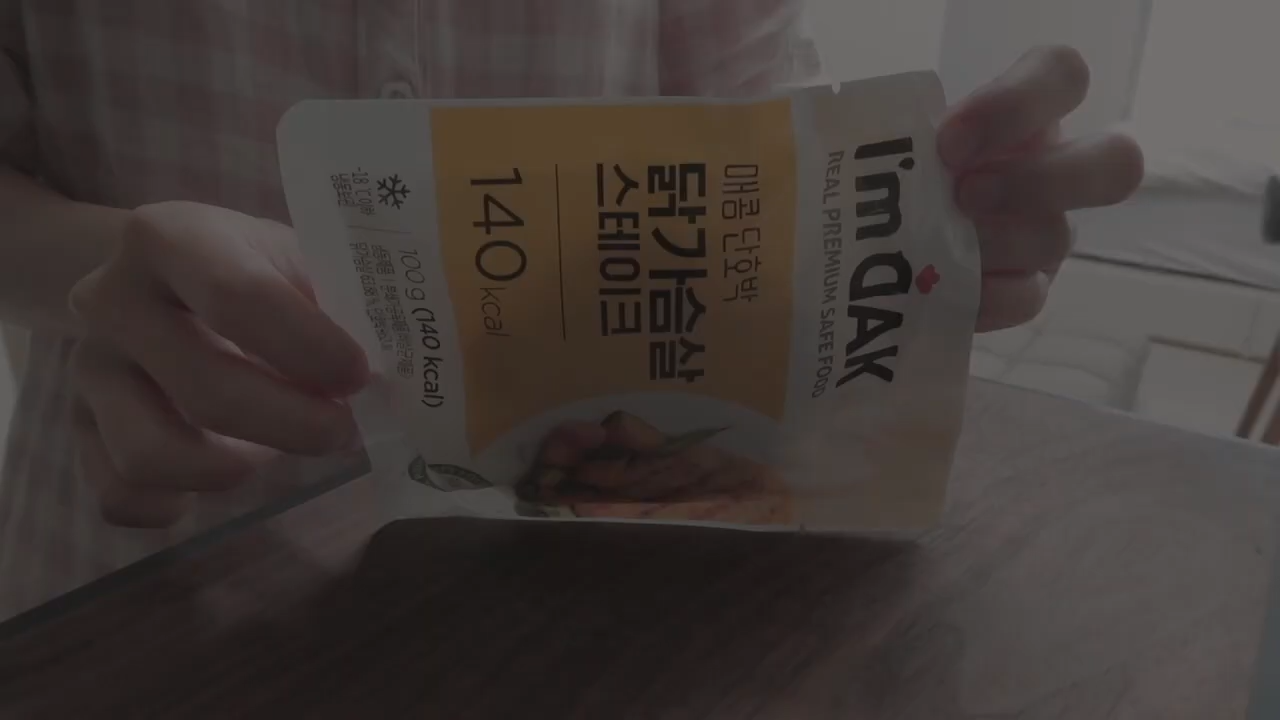 I'm DAK
REAL PREMIUM SAFE FOOD
매콤 단호박
닭가슴살
스테이크
140 kcal
100 g (140 kcal)
-18℃ 이하
냉동보관